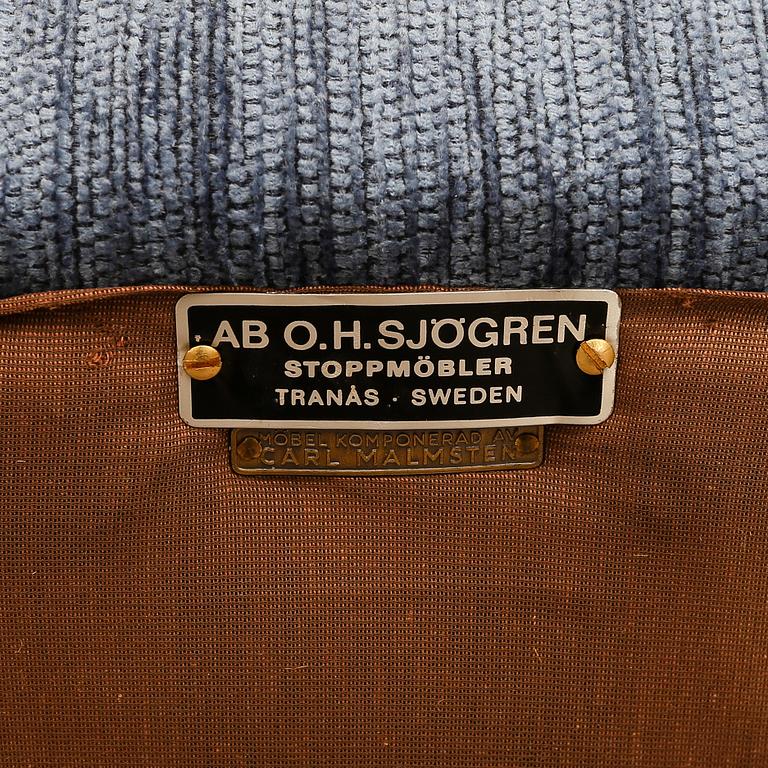 AB O.H. SJÖGREN
STOPPMÖBLER
TRANÅS · SWEDEN
MÖBEL KOMPONERAD AV
CARL MALMSTEN